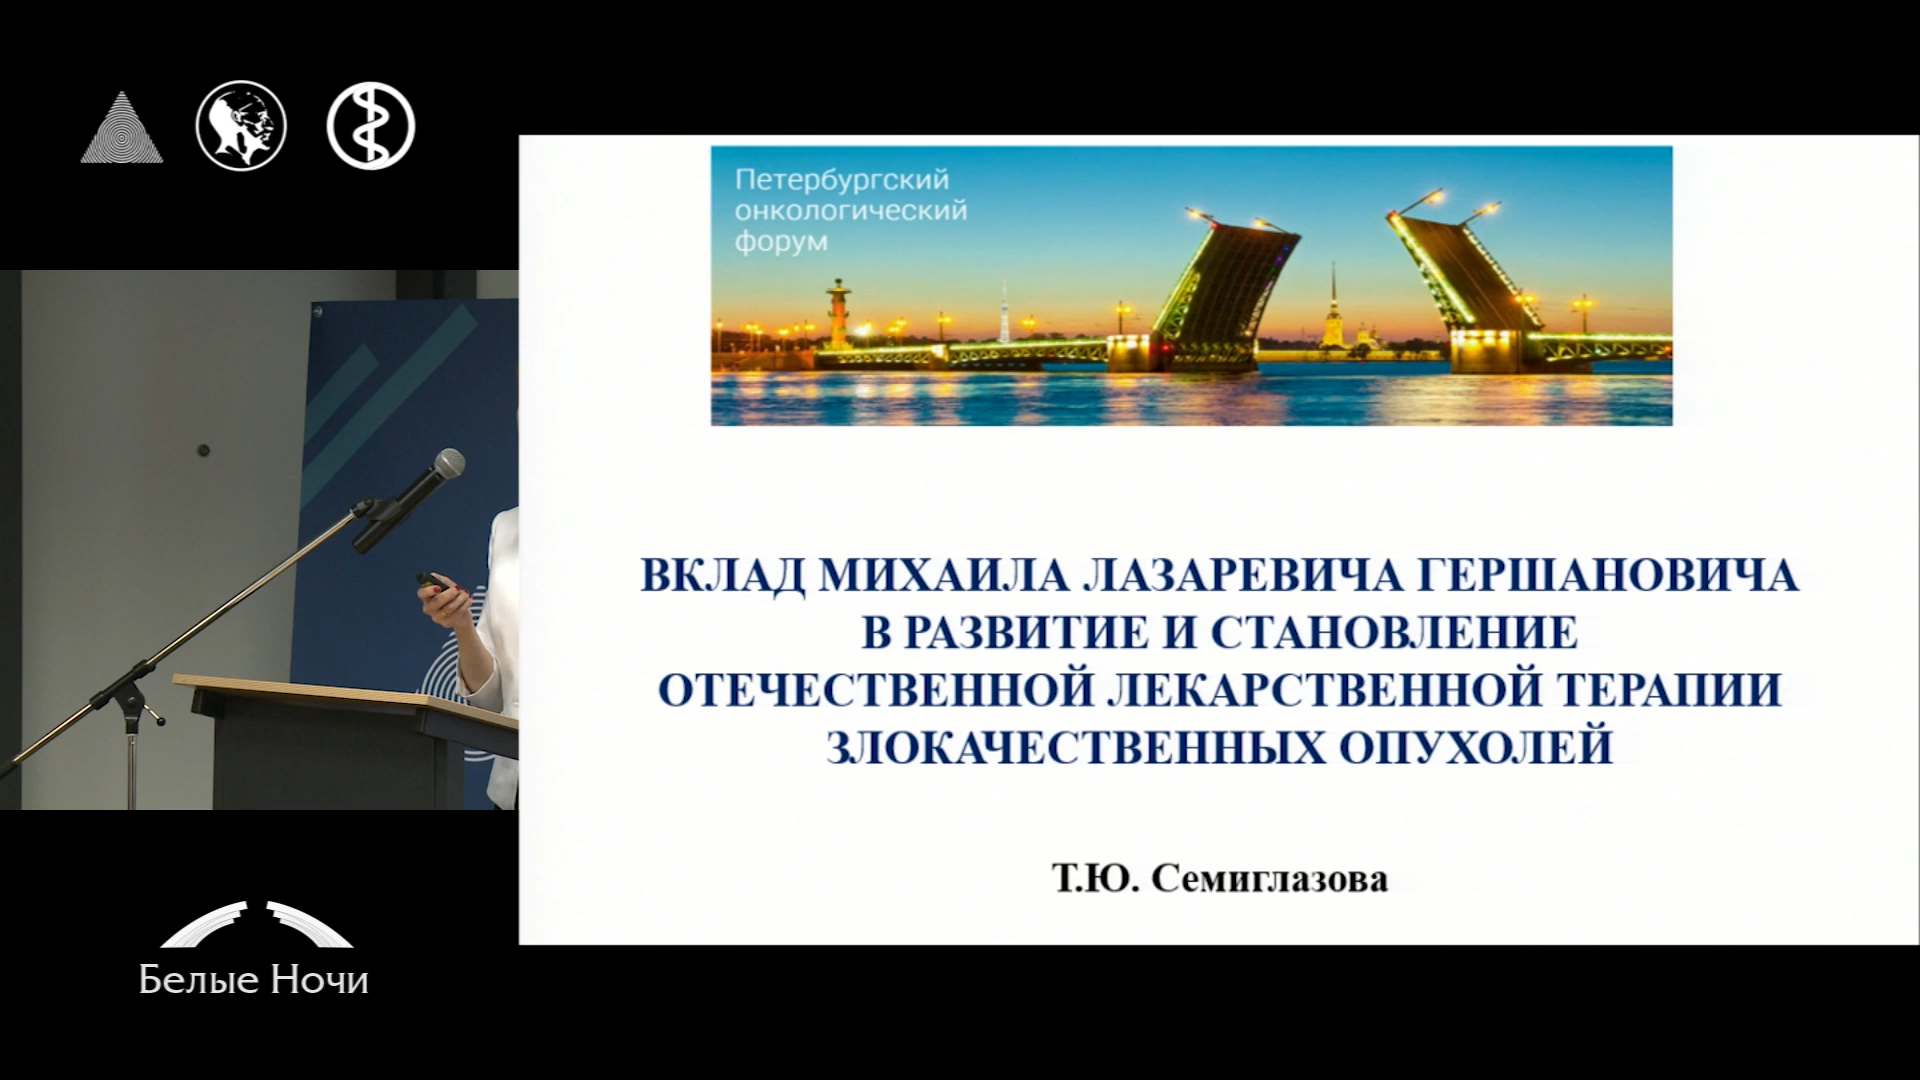 Петербургский
онкологический
форум
ВКЛАД МИХАИЛА ЛАЗАРЕВИЧА ГЕРШАНОВИЧА
В РАЗВИТИЕ И СТАНОВЛЕНИЕ
ОТЕЧЕСТВЕННОЙ ЛЕКАРСТВЕННОЙ ТЕРАПИИ
ЗЛОКАЧЕСТВЕННЫХ ОПУХОЛЕЙ
Т.Ю. Семиглазова
Белые Ночи